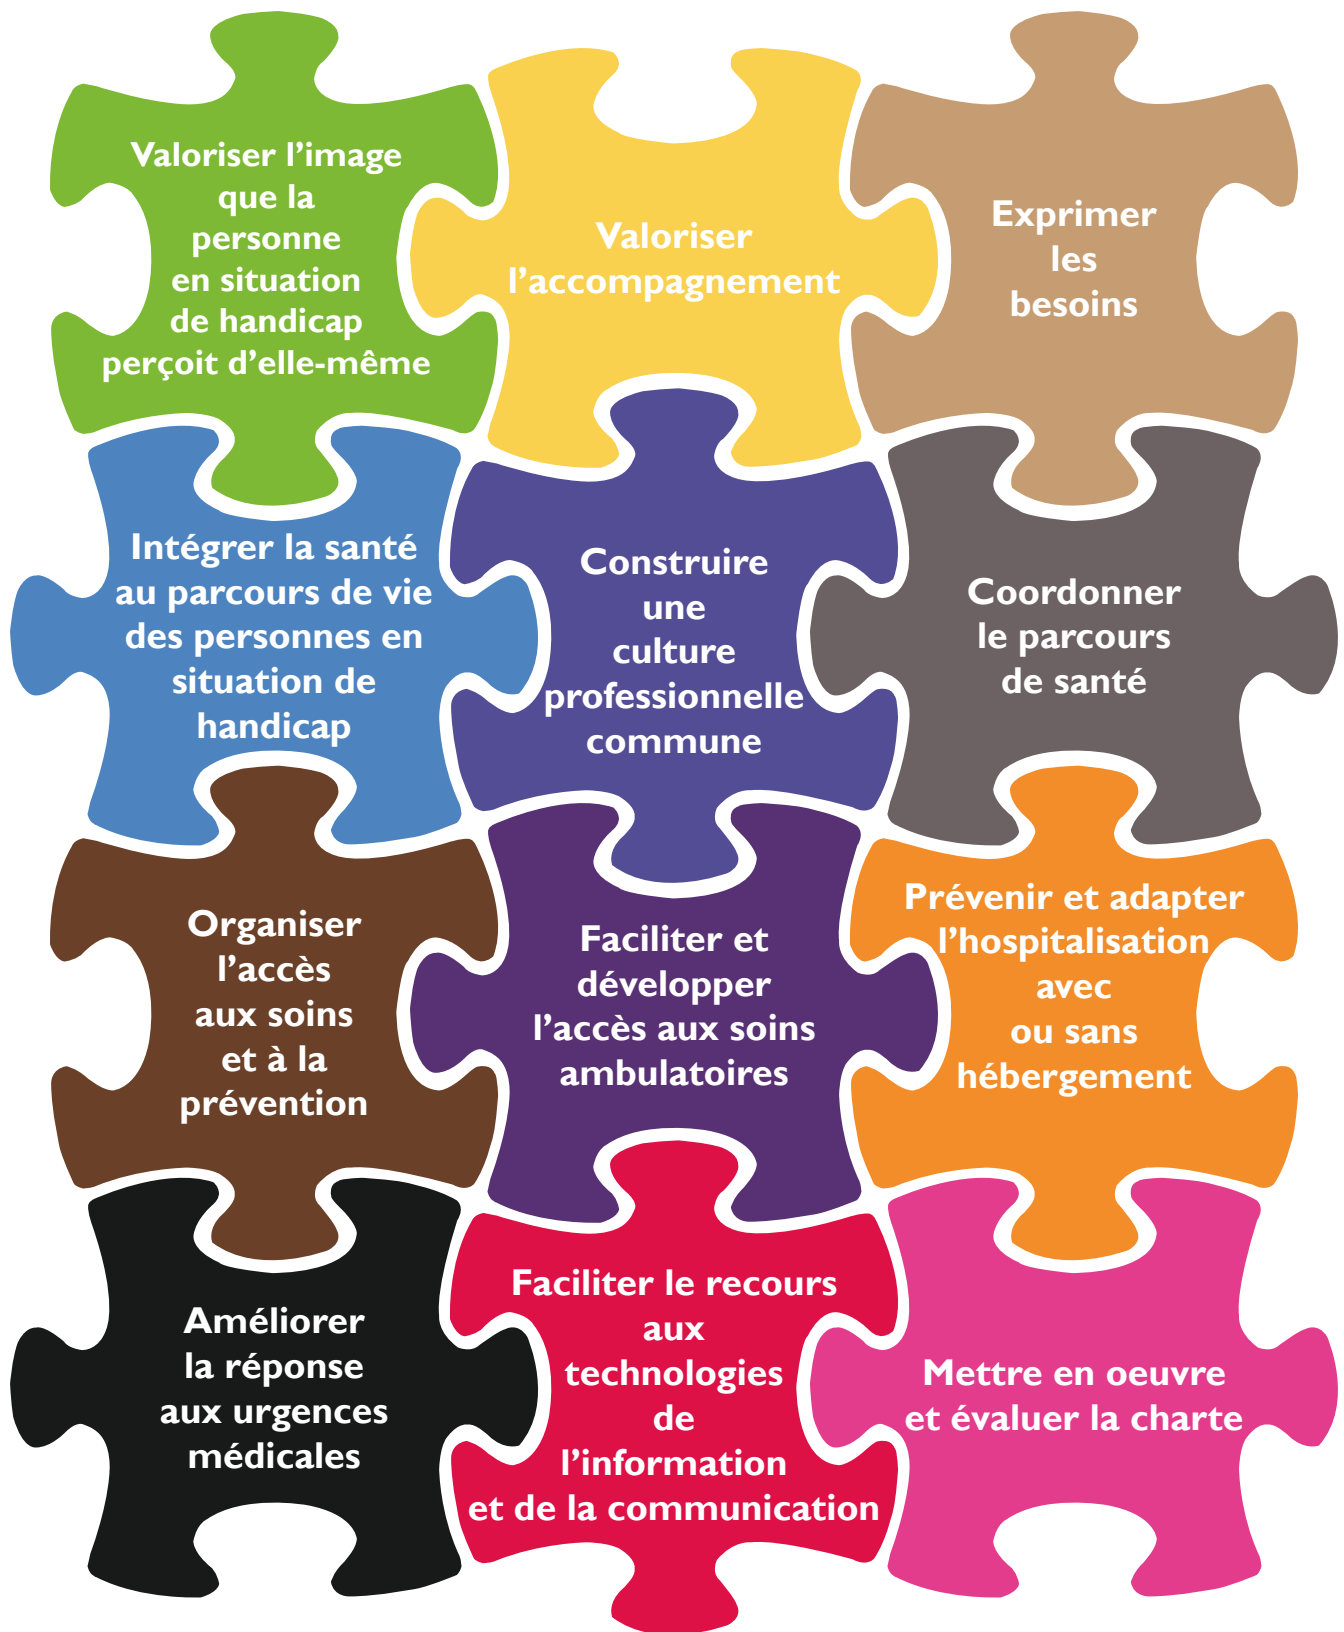 Valoriser l’image
que la
personne
en situation
de handicap
perçoit d’elle-même
Valoriser
l’accompagnement
Exprimer
les
besoins
Intégrer la santé
au parcours de vie
des personnes en
situation de
handicap
Construire
une
culture
professionnelle
commune
Coordonner
le parcours
de santé
Organiser
l’accès
aux soins
et à la
prévention
Faciliter et
développer
l’accès aux soins
ambulatoires
Prévenir et adapter
l’hospitalisation
avec
ou sans
hébergement
Améliorer
la réponse
aux urgences
médicales
Faciliter le recours
aux
technologies
de
l’information
et de la communication
Mettre en oeuvre
et évaluer la charte